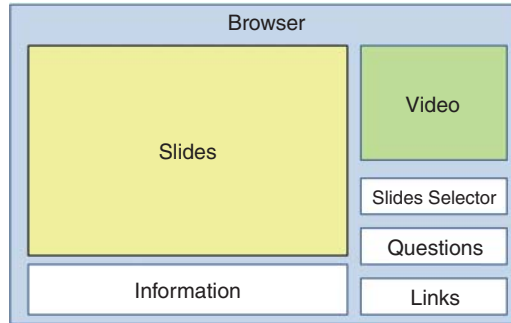 Browser
Slides
Video
Slides Selector
Questions
Information
Links